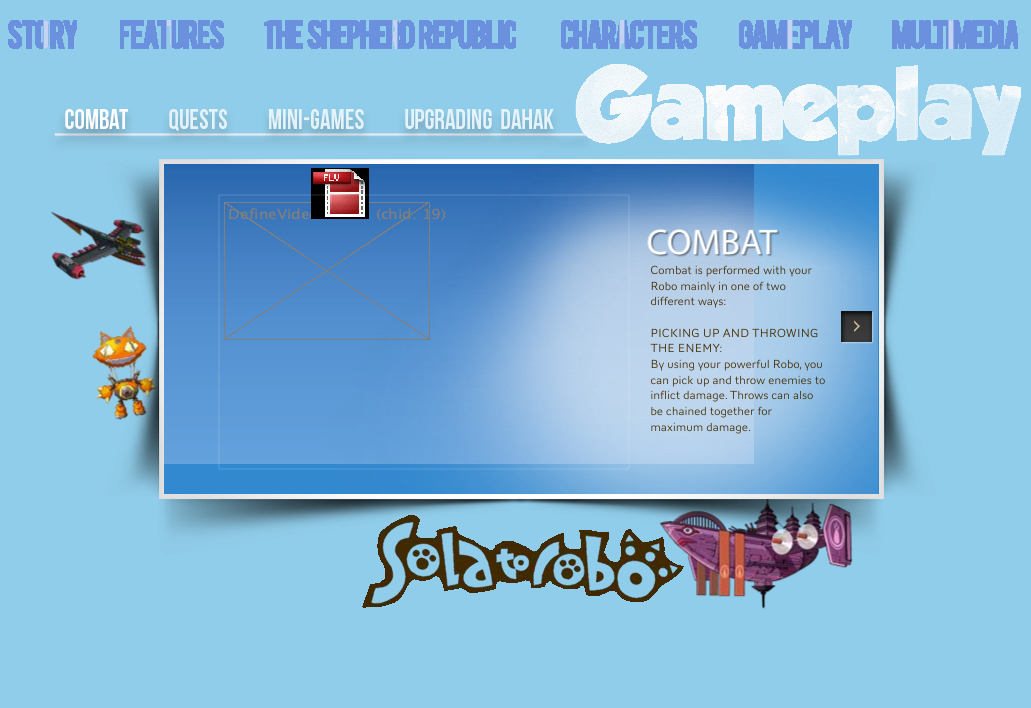 STORY FEATURES THE SHEPHERD REPUBLIC CHARACTERS GAMEPLAY MULTIMEDIA
Gameplay
COMBAT QUESTS MINI-GAMES UPGRADING DAHAK
FLV
DefineVide (chid: 19)
COMBAT
Combat is performed with your
Robo mainly in one of two
different ways:
PICKING UP AND THROWING
THE ENEMY:
By using your powerful Robo, you
can pick up and throw enemies to
inflict damage. Throws can also
be chained together for
maximum damage.
Solatorobo